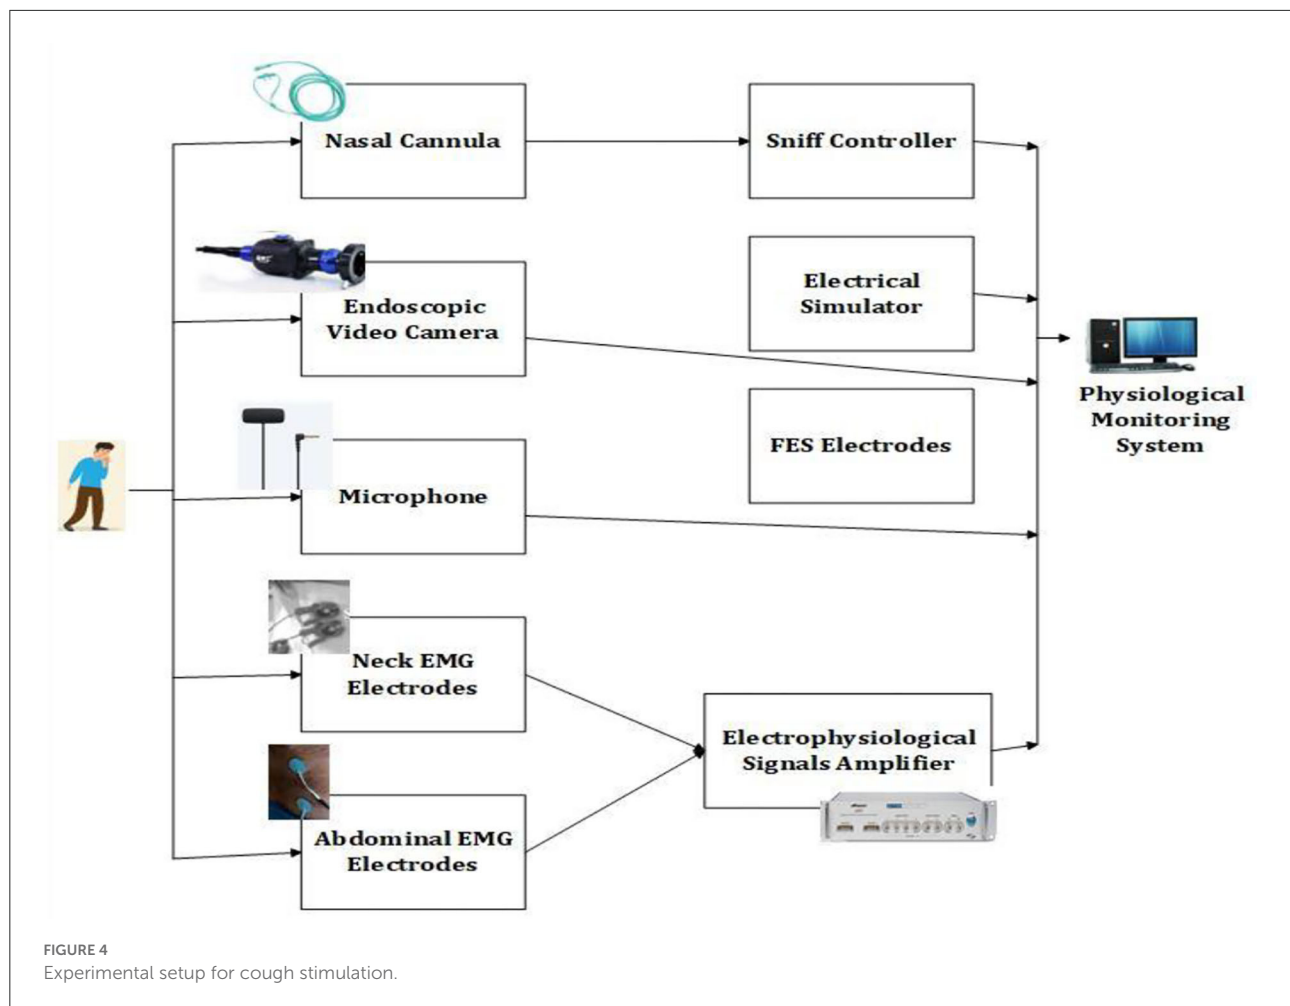 Nasal Cannula
Sniff Controller
Endoscopic
Video Camera
Electrical
Simulator
Physiological
Monitoring
System
FES Electrodes
Microphone
Neck EMG
Electrodes
Electrophysiological
Signals Amplifier
Abdominal EMG
Electrodes
FIGURE 4
Experimental setup for cough stimulation.